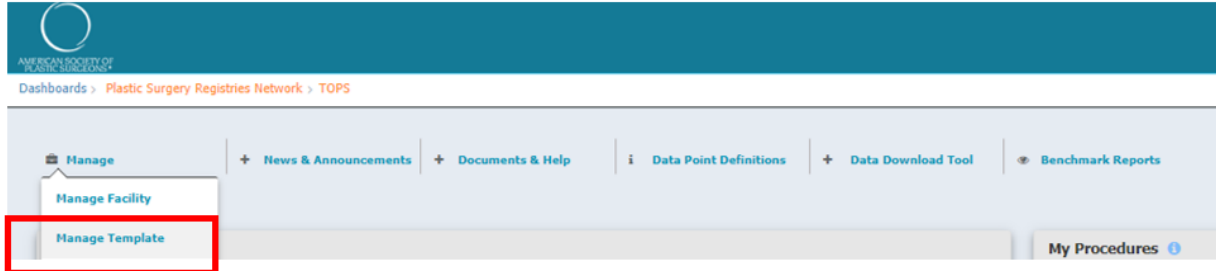 AMERICAN SOCIETY OF
PLASTIC SURGEONS
Dashboards > Plastic Surgery Registries Network > TOPS
Manage + News & Announcements + Documents & Help i Data Point Definitions + Data Download Tool Benchmark Reports
Manage Facility
Manage Template
My Procedures i